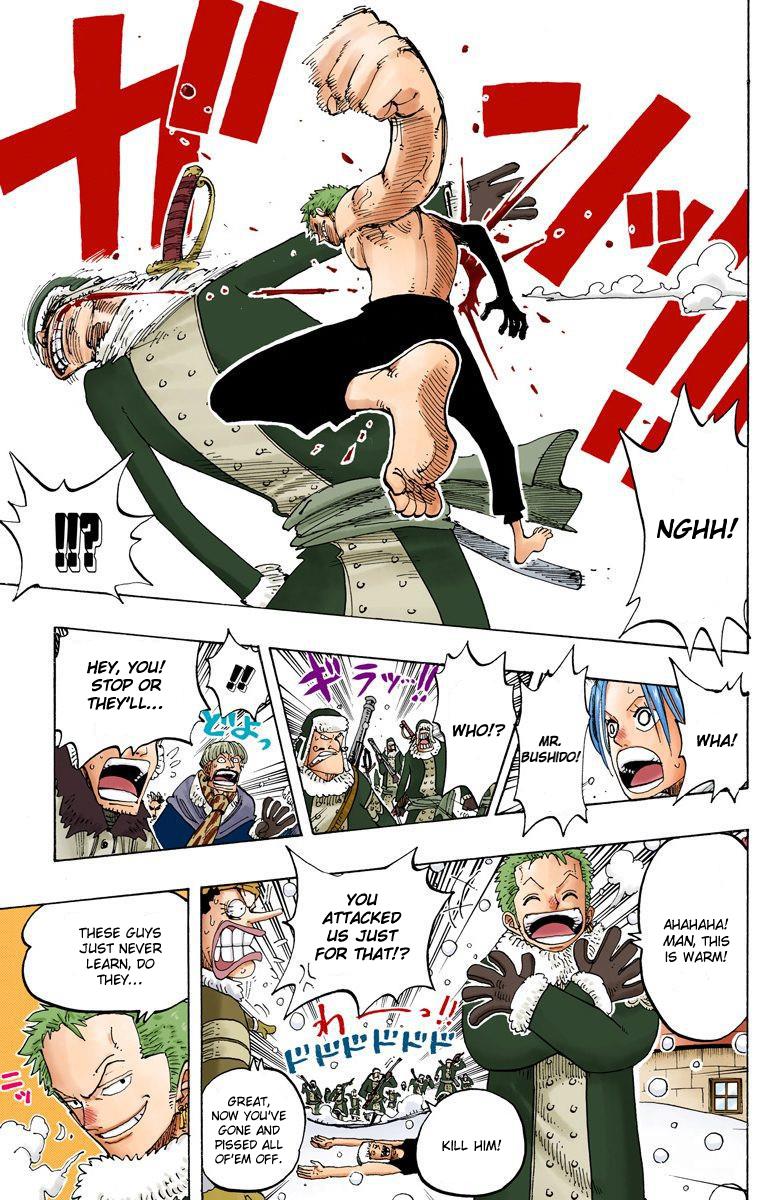 ガンッ!!!
NGHH!
!!?
WHA!
MR.
BUSHIDO!
WHO!?
ギラッ…!!
!!
どよっ
HEY, YOU!
STOP OR
THEY'LL...
AHAHAHA!
MAN, THIS
IS WARM!
YOU
ATTACKED
US JUST
FOR THAT!?
わーっ!!
ドドドドドドド
KILL HIM!
GREAT,
NOW YOU'VE
GONE AND
PISSED ALL
OF'EM OFF.
THESE GUYS
JUST NEVER
LEARN, DO
THEY...
ニッ